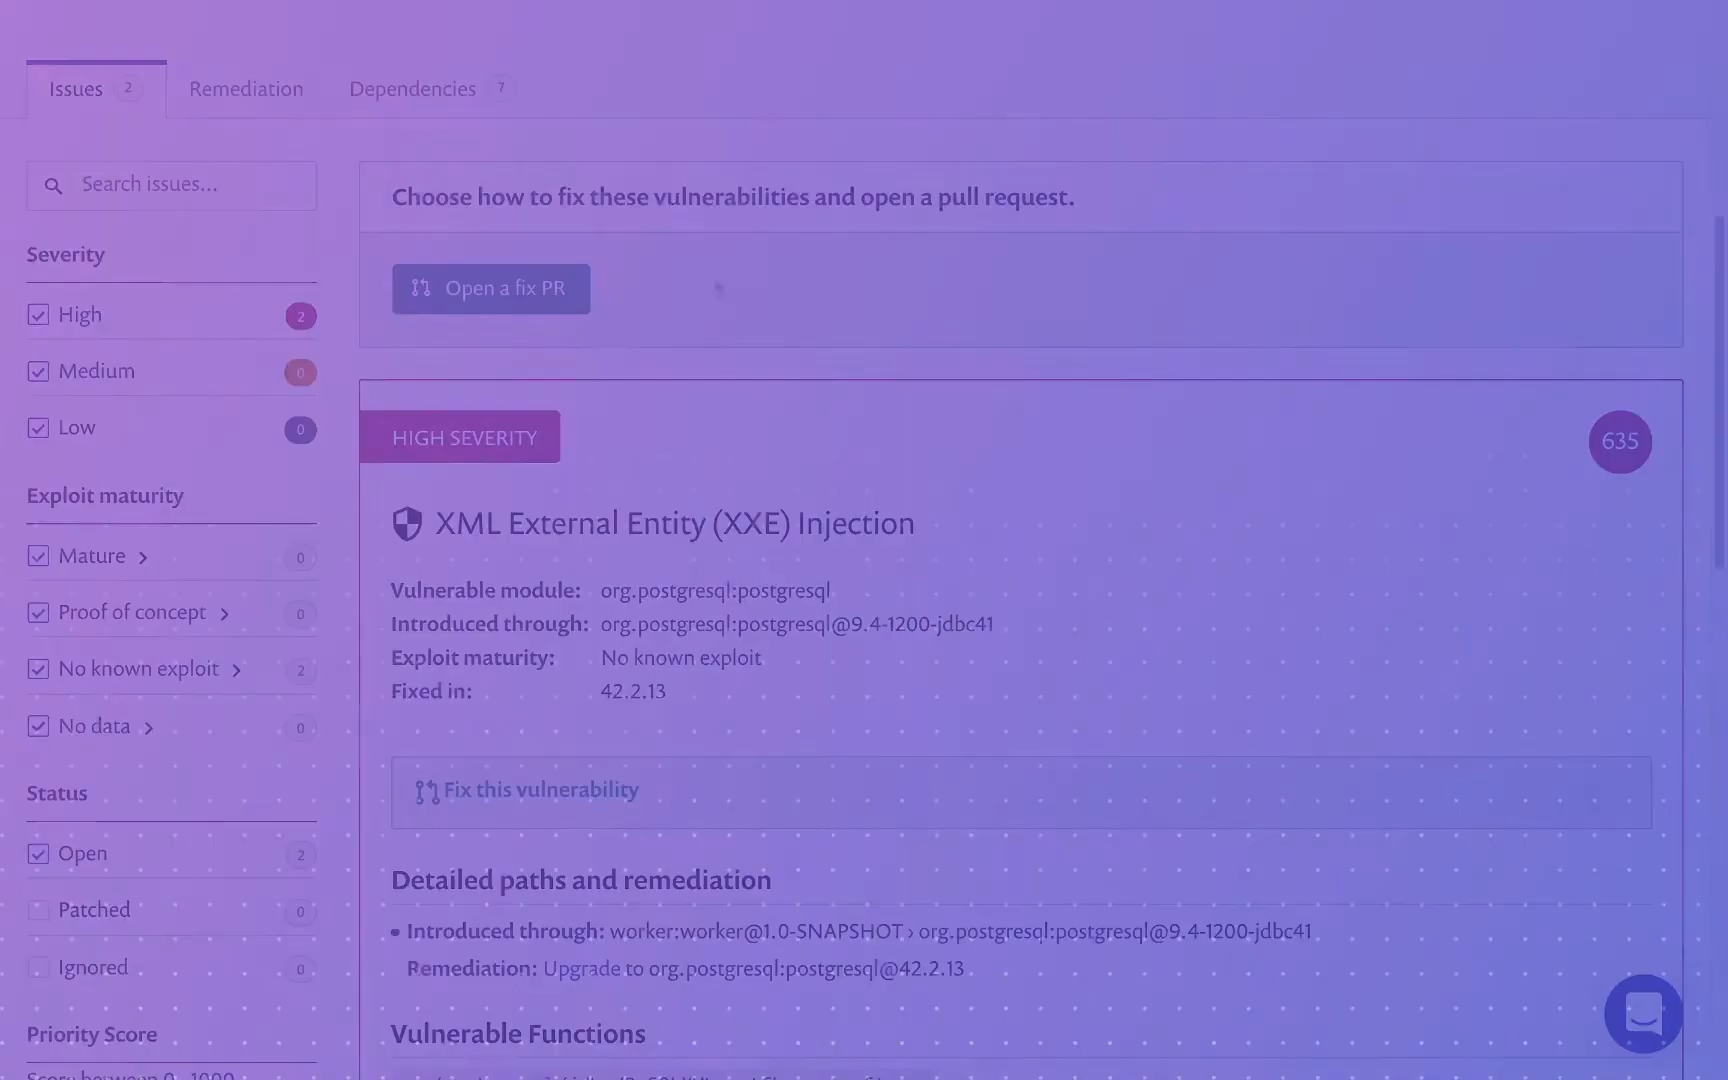 Issues 2 Remediation Dependencies 7
Search issues...
Severity
High 2
Medium 0
Low 0
Exploit maturity
Mature 0
Proof of concept 0
No known exploit 2
No data 0
Status
Open 2
Patched 0
Ignored 0
Priority Score
Score between 0 - 1000
Choose how to fix these vulnerabilities and open a pull request.
Open a fix PR
HIGH SEVERITY 635
XML External Entity (XXE) Injection
Vulnerable module: org.postgresql:postgresql
Introduced through: org.postgresql:postgresql@9.4-1200-jdbc41
Exploit maturity: No known exploit
Fixed in: 42.2.13
Fix this vulnerability
Detailed paths and remediation
• Introduced through: worker:worker@1.0-SNAPSHOT › org.postgresql:postgresql@9.4-1200-jdbc41
Remediation: Upgrade to org.postgresql:postgresql@42.2.13
Vulnerable Functions